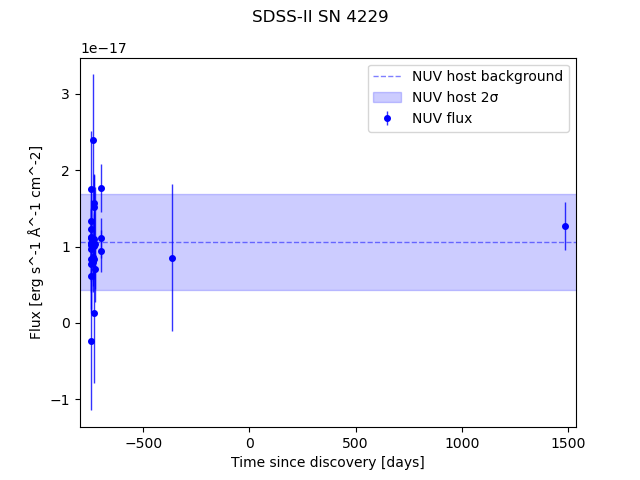 SDSS-II SN 4229
1e−17
NUV host background
NUV host 2σ
NUV flux
3
2
1
0
−1
Flux [erg s^-1 Å^-1 cm^-2]
−500
0
500
1000
1500
Time since discovery [days]